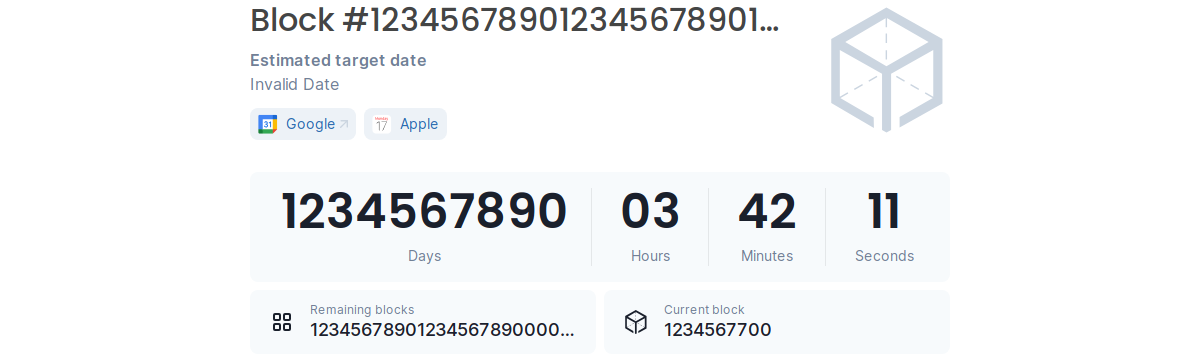 Block #123456789012345678901...
Estimated target date
Invalid Date
31 Google
17 Apple
1234567890 03 42 11
Days Hours Minutes Seconds
Remaining blocks
12345678901234567890000...
Current block
1234567700